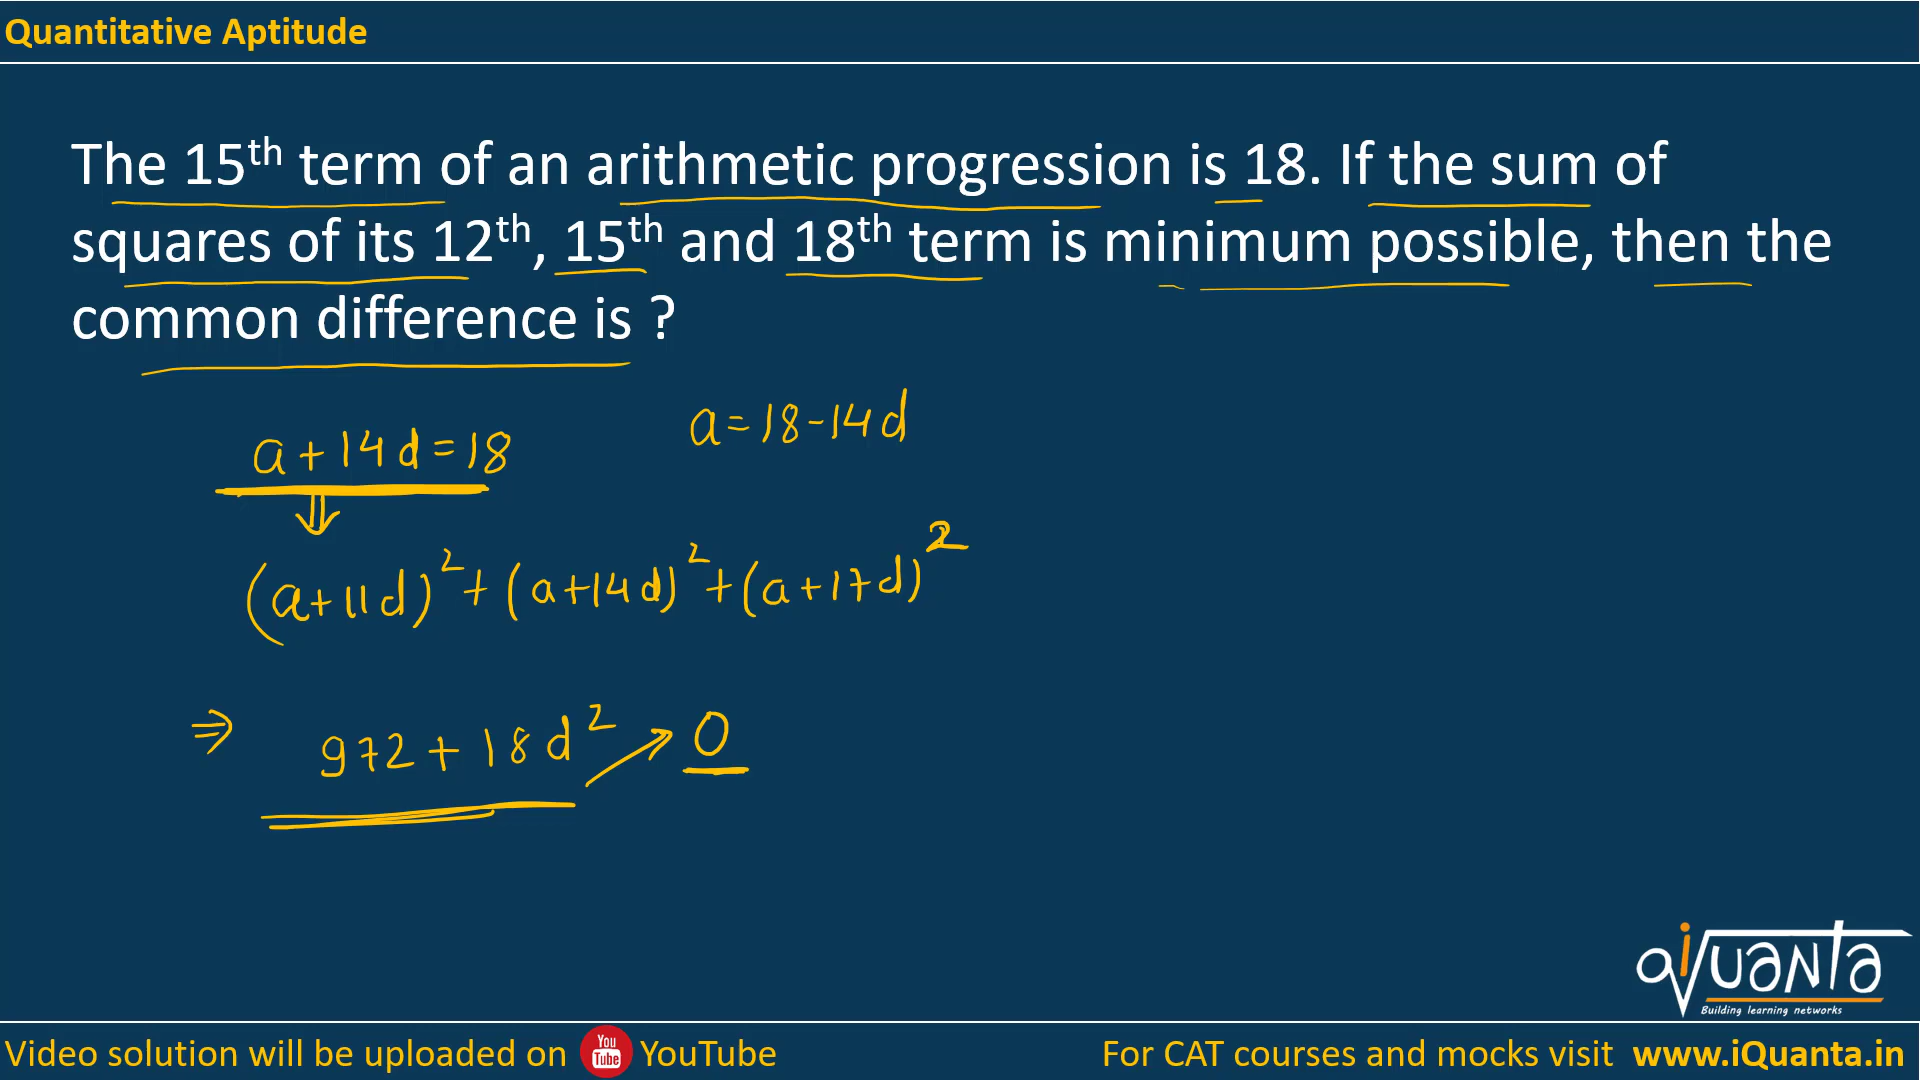 Quantitative Aptitude
The 15th term of an arithmetic progression is 18. If the sum of
squares of its 12th, 15th and 18th term is minimum possible, then the
common difference is ?
a+14d=18
a=18-14d
(a+11d)²+(a+14d)²+(a+17d)²
⇒ 972+18d² → 0
iQuanta
Building learning networks
Video solution will be uploaded on You Tube YouTube
For CAT courses and mocks visit www.iQuanta.in